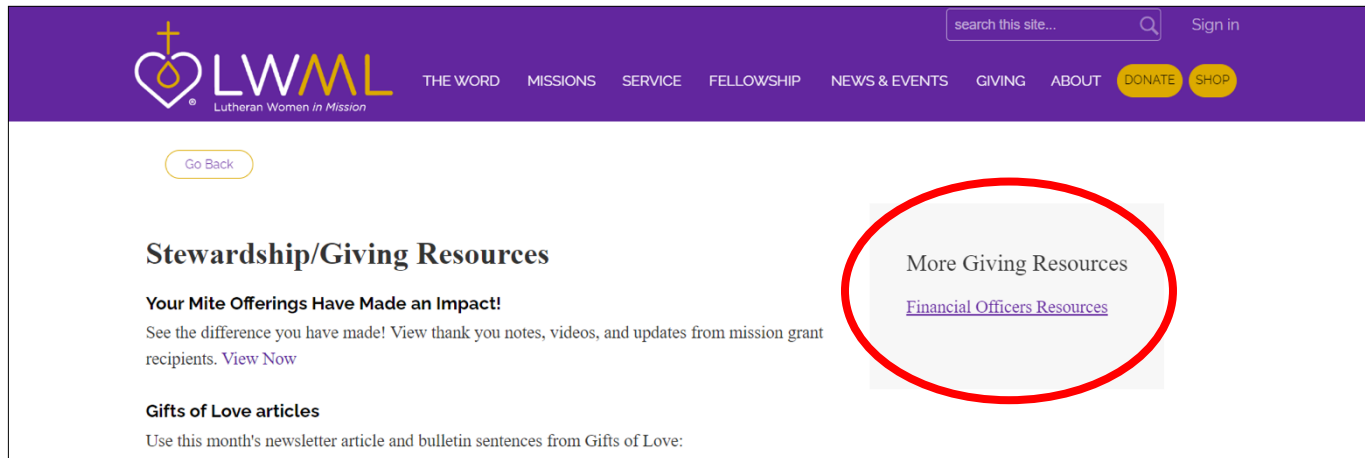 search this site...
Sign in
LWML
®
Lutheran Women in Mission
THE WORD MISSIONS SERVICE FELLOWSHIP NEWS & EVENTS GIVING ABOUT DONATE SHOP
Go Back
Stewardship/Giving Resources
Your Mite Offerings Have Made an Impact!
See the difference you have made! View thank you notes, videos, and updates from mission grant
recipients. View Now
Gifts of Love articles
Use this month's newsletter article and bulletin sentences from Gifts of Love:
More Giving Resources
Financial Officers Resources